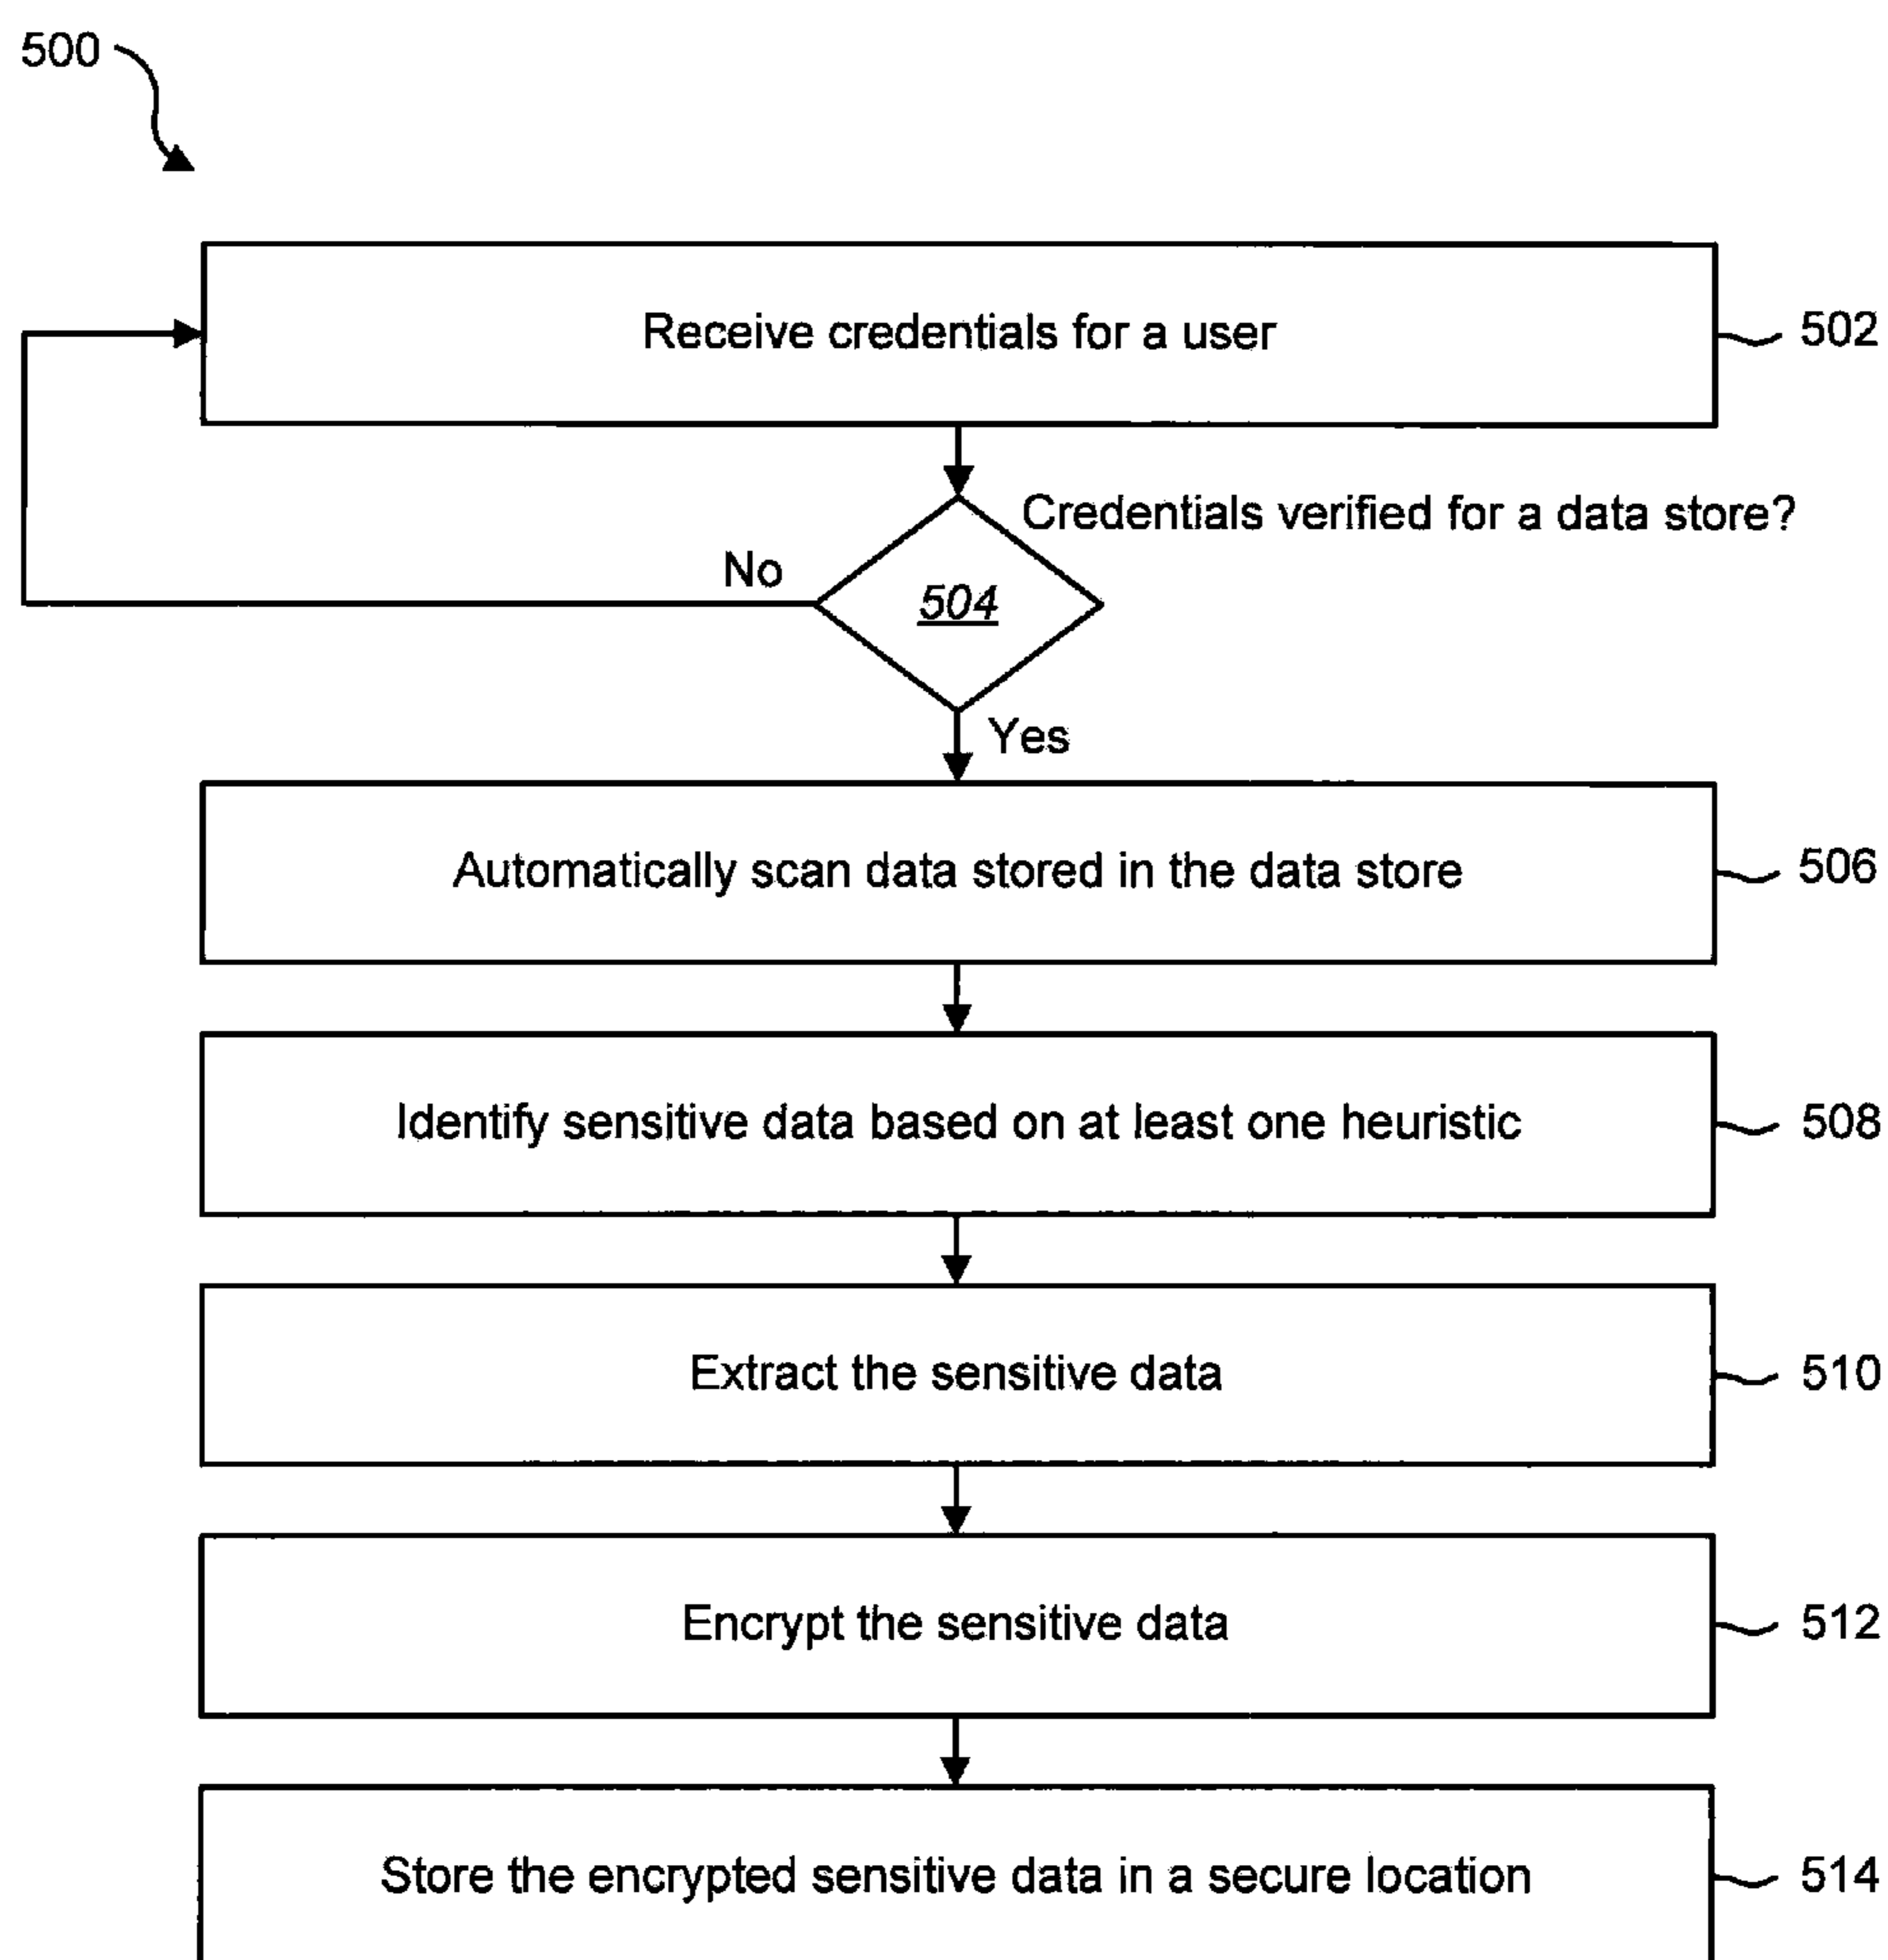 500
Receive credentials for a user
502
Credentials verified for a data store?
No
504
Yes
Automatically scan data stored in the data store
506
Identify sensitive data based on at least one heuristic
508
Extract the sensitive data
510
Encrypt the sensitive data
512
Store the encrypted sensitive data in a secure location
514